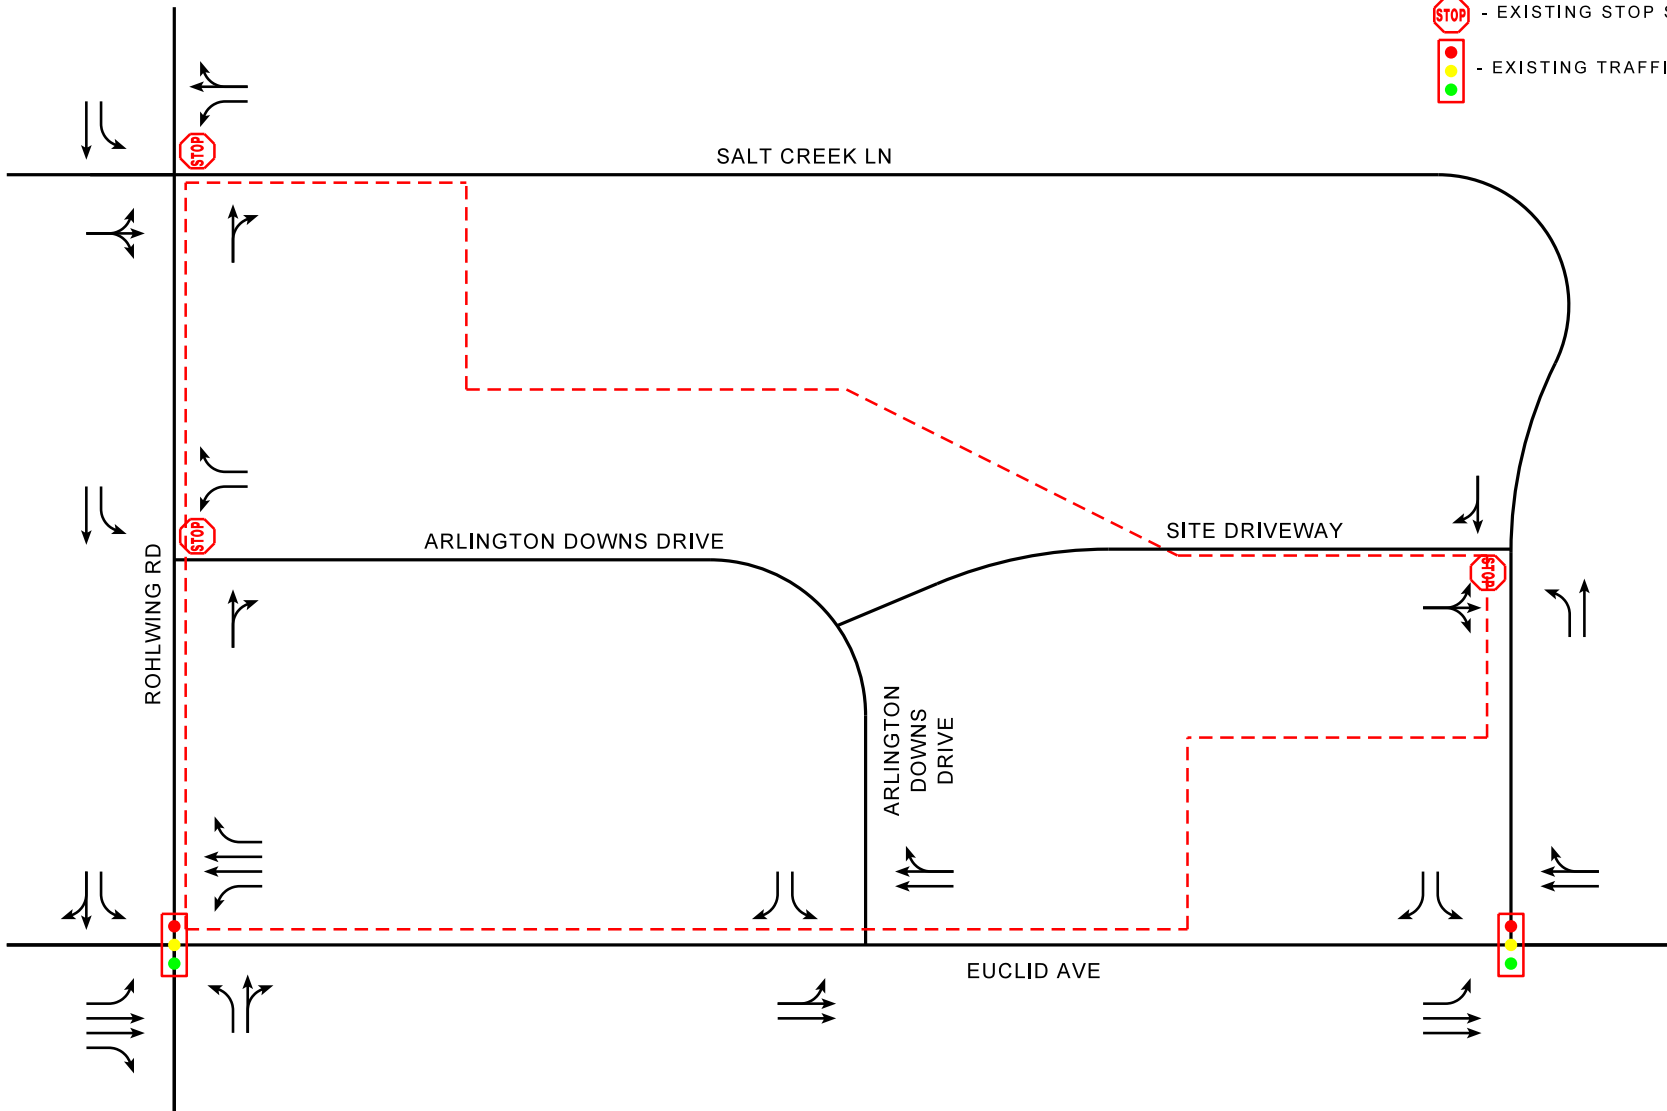 STOP - EXISTING STOP S
- EXISTING TRAFFI
STOP
SALT CREEK LN
STOP
ARLINGTON DOWNS DRIVE
SITE DRIVEWAY
STOP
ROHLWING RD
ARLINGTON
DOWNS
DRIVE
EUCLID AVE